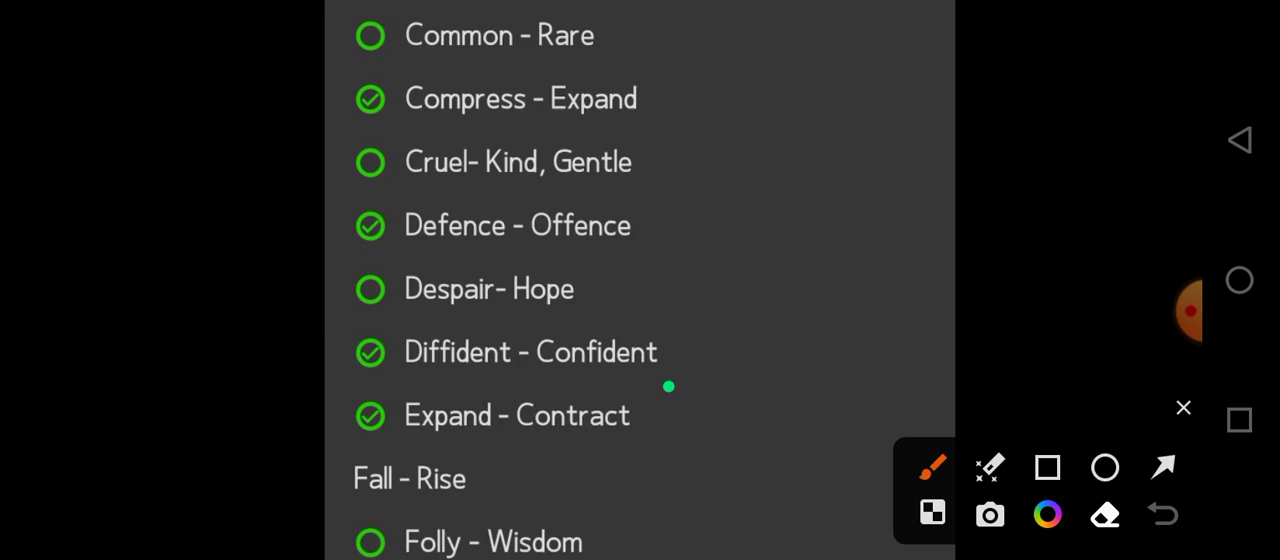 Common - Rare
Compress - Expand
Cruel- Kind, Gentle
Defence - Offence
Despair- Hope
Diffident - Confident
Expand - Contract
Fall - Rise
Folly - Wisdom